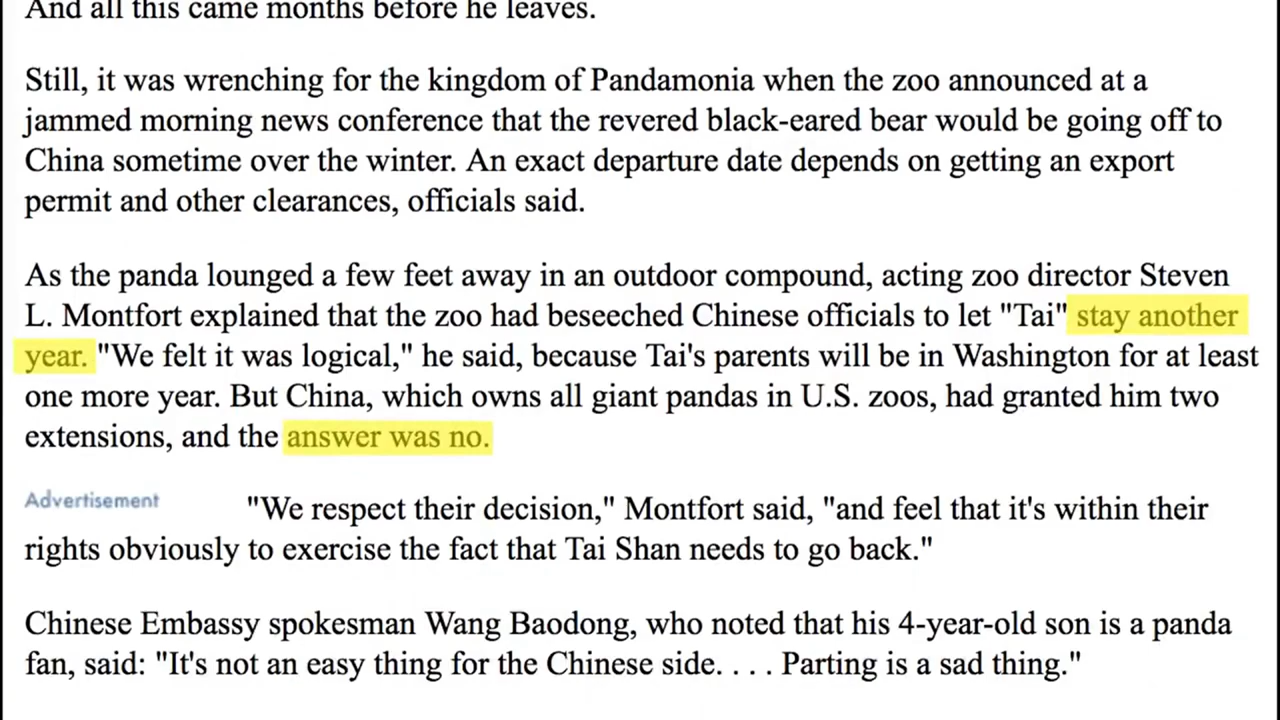 And all this came months before he leaves.
Still, it was wrenching for the kingdom of Pandamonia when the zoo announced at a
jammed morning news conference that the revered black-eared bear would be going off to
China sometime over the winter. An exact departure date depends on getting an export
permit and other clearances, officials said.
As the panda lounged a few feet away in an outdoor compound, acting zoo director Steven
L. Montfort explained that the zoo had beseeched Chinese officials to let "Tai" stay another
year. "We felt it was logical," he said, because Tai's parents will be in Washington for at least
one more year. But China, which owns all giant pandas in U.S. zoos, had granted him two
extensions, and the answer was no.
Advertisement "We respect their decision," Montfort said, "and feel that it's within their
rights obviously to exercise the fact that Tai Shan needs to go back."
Chinese Embassy spokesman Wang Baodong, who noted that his 4-year-old son is a panda
fan, said: "It's not an easy thing for the Chinese side. . . . Parting is a sad thing."